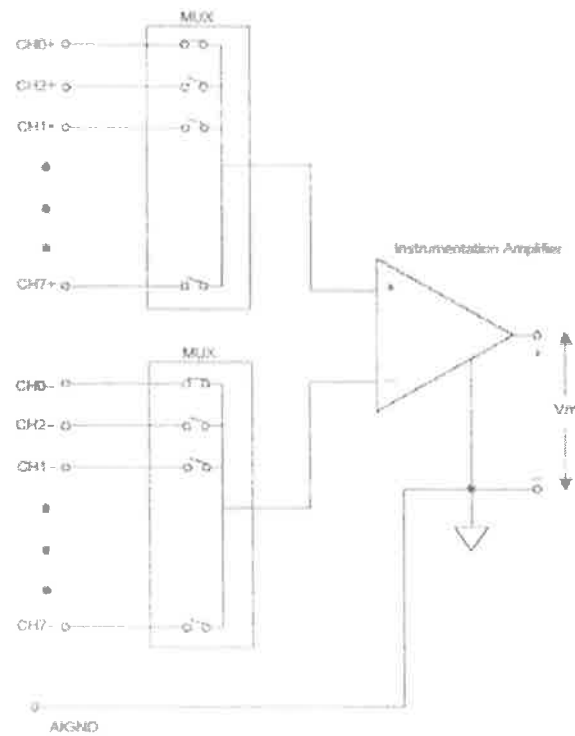 MUX
CH0+
CH2+
CH1+
CH7+
Instrumentation Amplifier
+
+
Vm
MUX
CH0-
CH2-
CH1-
CH7-
AIGND